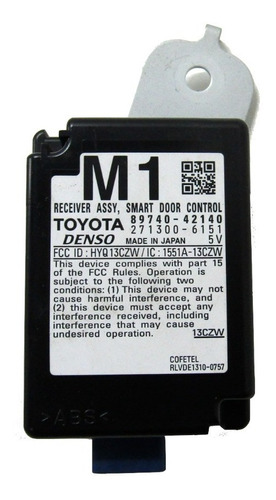 M1
RECEIVER ASSY, SMART DOOR CONTROL
TOYOTA 89740-42140
DENSO 271300-6151
MADE IN JAPAN 5V
FCC ID : HYQ13CZW / IC : 1551A-13CZW
This device complies with part 15
of the FCC Rules. Operation is
subject to the following two
conditions: (1) This device may not
cause harmful interference, and
(2) this device must accept any
interference received, including
interference that may cause
undesired operation. 13CZW
COFETEL
RLVDE1310-0757
>ABS<